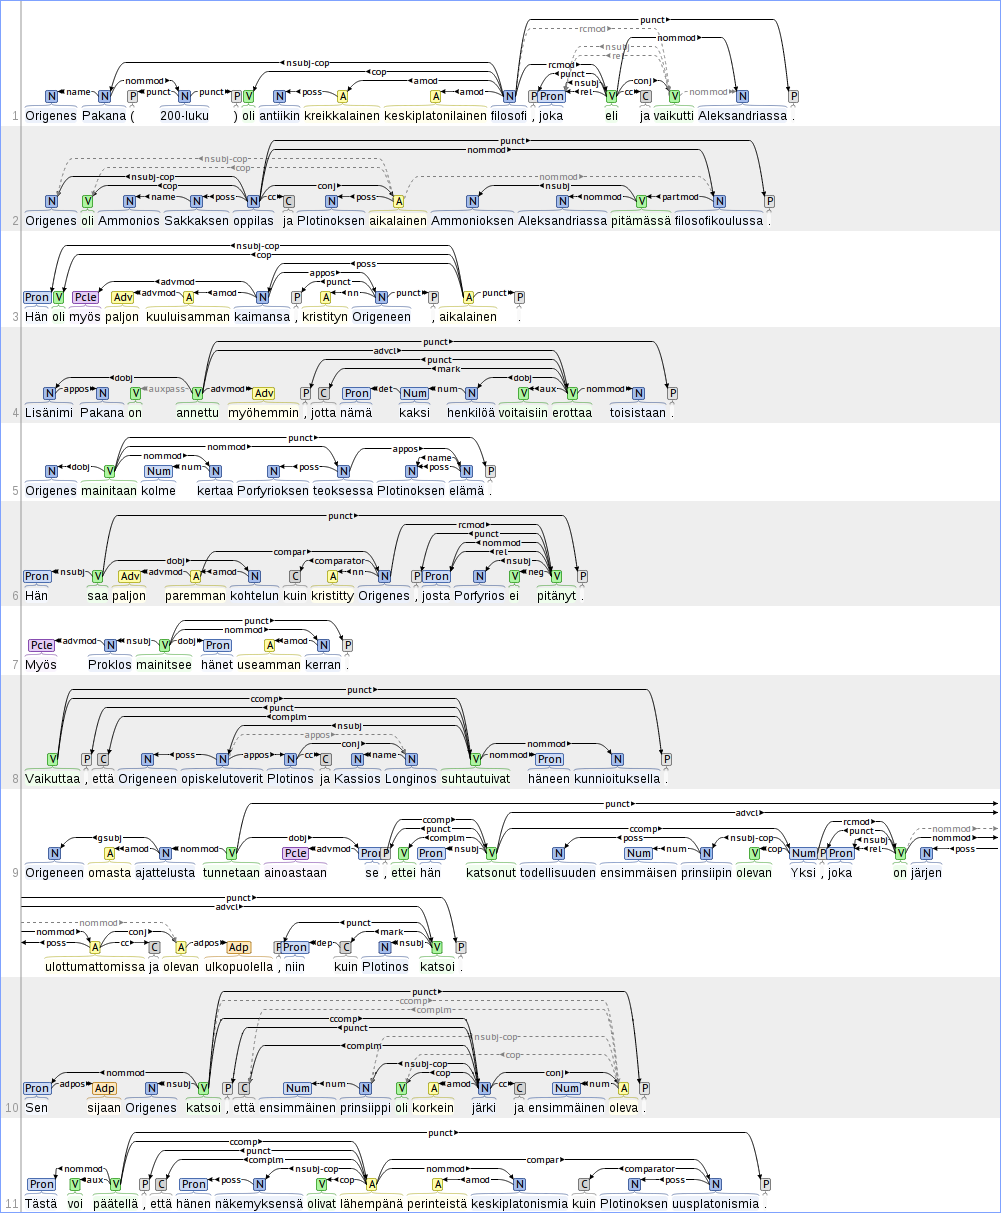 1 Origenes Pakana ( 200-luku ) oli antiikin kreikkalainen keskiplatonilainen filosofi , joka eli ja vaikutti Aleksandriassa .
2 Origenes oli Ammonios Sakkaksen oppilas ja Plotinoksen aikalainen Ammonioksen Aleksandriassa pitämässä filosofikoulussa .
3 Hän oli myös paljon kuuluisamman kaimansa , kristityn Origeneen , aikalainen .
4 Lisänimi Pakana on annettu myöhemmin , jotta nämä kaksi henkilöä voitaisiin erottaa toisistaan .
5 Origenes mainitaan kolme kertaa Porfyrioksen teoksessa Plotinoksen elämä .
6 Hän saa paljon paremman kohtelun kuin kristitty Origenes , josta Porfyrios ei pitänyt .
7 Myös Proklos mainitsee hänet useamman kerran .
8 Vaikuttaa , että Origeneen opiskelutoverit Plotinos ja Kassios Longinos suhtautuivat häneen kunnioituksella .
9 Origeneen omasta ajattelusta tunnetaan ainoastaan se , ettei hän katsonut todellisuuden ensimmäisen prinsiipin olevan Yksi , joka on järjen
ulottumattomissa ja olevan ulkopuolella , niin kuin Plotinos katsoi .
10 Sen sijaan Origenes katsoi , että ensimmäinen prinsiippi oli korkein järki ja ensimmäinen oleva .
11 Tästä voi päätellä , että hänen näkemyksensä olivat lähempänä perinteistä keskiplatonismia kuin Plotinoksen uusplatonismia .